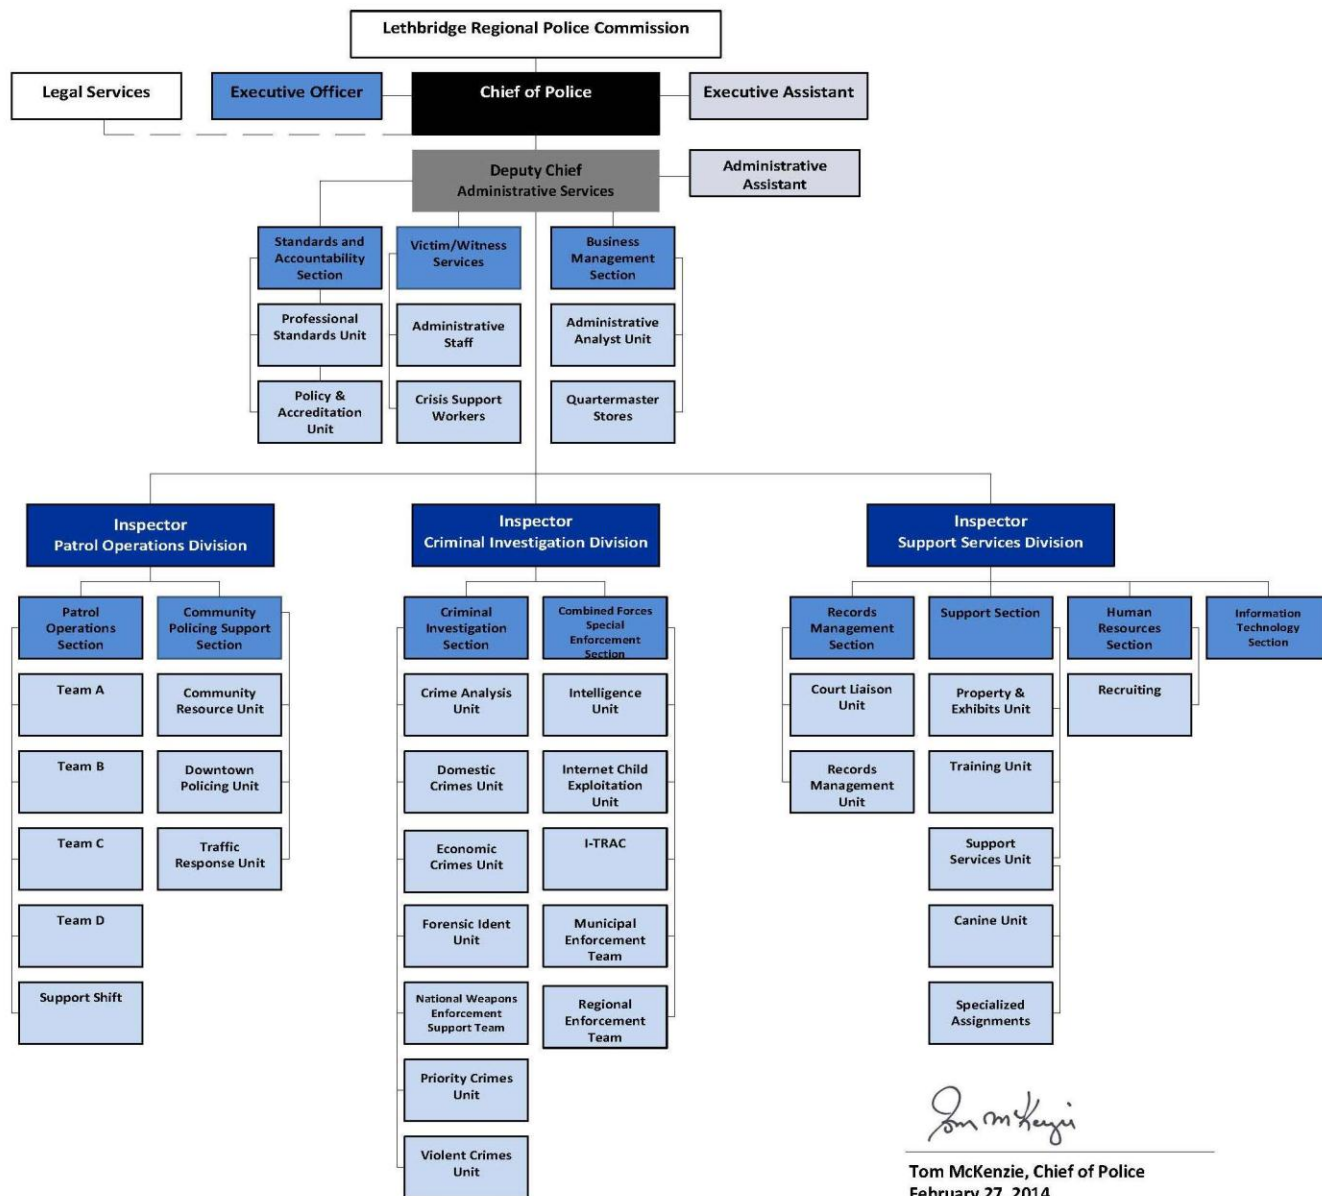 Lethbridge Regional Police Commission
Legal Services
Executive Officer
Chief of Police
Executive Assistant
Deputy Chief
Administrative Services
Administrative
Assistant
Standards and
Accountability
Section
Victim/Witness
Services
Business
Management
Section
Professional
Standards Unit
Administrative
Staff
Administrative
Analyst Unit
Policy &
Accreditation
Unit
Crisis Support
Workers
Quartermaster
Stores
Inspector
Patrol Operations Division
Inspector
Criminal Investigation Division
Inspector
Support Services Division
Patrol
Operations
Section
Community
Policing Support
Section
Criminal
Investigation
Section
Combined Forces
Special
Enforcement
Section
Records
Management
Section
Support Section
Human
Resources
Section
Information
Technology
Section
Team A
Community
Resource Unit
Crime Analysis
Unit
Intelligence
Unit
Court Liaison
Unit
Property &
Exhibits Unit
Recruiting
Team B
Downtown
Policing Unit
Domestic
Crimes Unit
Internet Child
Exploitation
Unit
Records
Management
Unit
Training Unit
Team C
Traffic
Response Unit
Economic
Crimes Unit
I-TRAC
Support
Services Unit
Team D
Forensic Ident
Unit
Municipal
Enforcement
Team
Canine Unit
Support Shift
National Weapons
Enforcement
Support Team
Regional
Enforcement
Team
Specialized
Assignments
Priority Crimes
Unit
Violent Crimes
Unit
Tom McKenzie
Tom McKenzie, Chief of Police
February 27, 2014